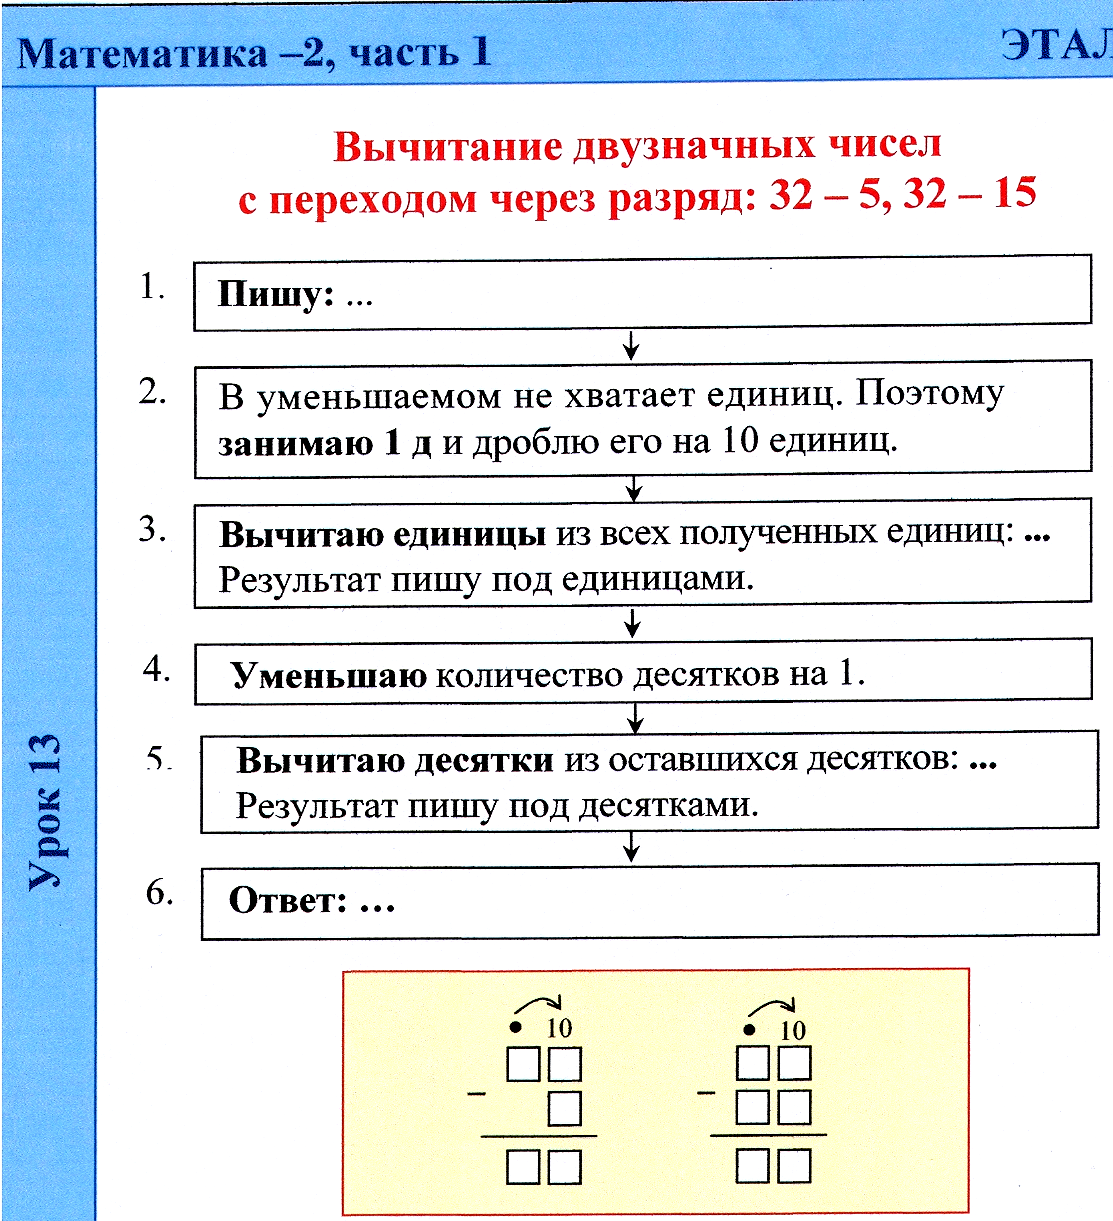 Математика –2, часть 1
ЭТАЛ
Урок 13
Вычитание двузначных чисел
с переходом через разряд: 32 – 5, 32 – 15
1. Пишу: ...
2. В уменьшаемом не хватает единиц. Поэтому
занимаю 1 д и дроблю его на 10 единиц.
3. Вычитаю единицы из всех полученных единиц: ...
Результат пишу под единицами.
4. Уменьшаю количество десятков на 1.
5. Вычитаю десятки из оставшихся десятков: ...
Результат пишу под десятками.
6. Ответ: ...
• 10
• 10
–
–